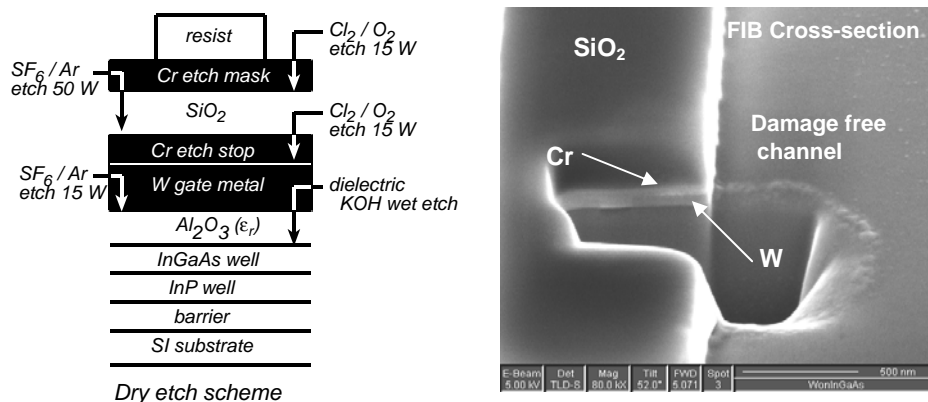 resist
Cl₂ / O₂
etch 15 W
SF₆ / Ar
etch 50 W
Cr etch mask
SiO₂
Cl₂ / O₂
etch 15 W
Cr etch stop
SF₆ / Ar
etch 15 W
W gate metal
dielectric
KOH wet etch
Al₂O₃ (εᵣ)
InGaAs well
InP well
barrier
SI substrate
Dry etch scheme
SiO₂
FIB Cross-section
Damage free
channel
Cr
W
E-Beam Det Mag Tilt FWD Spot 500 nm
5.00 kV TLD-S 80.0 kX 52.0° 5.071 3 WonInGaAs